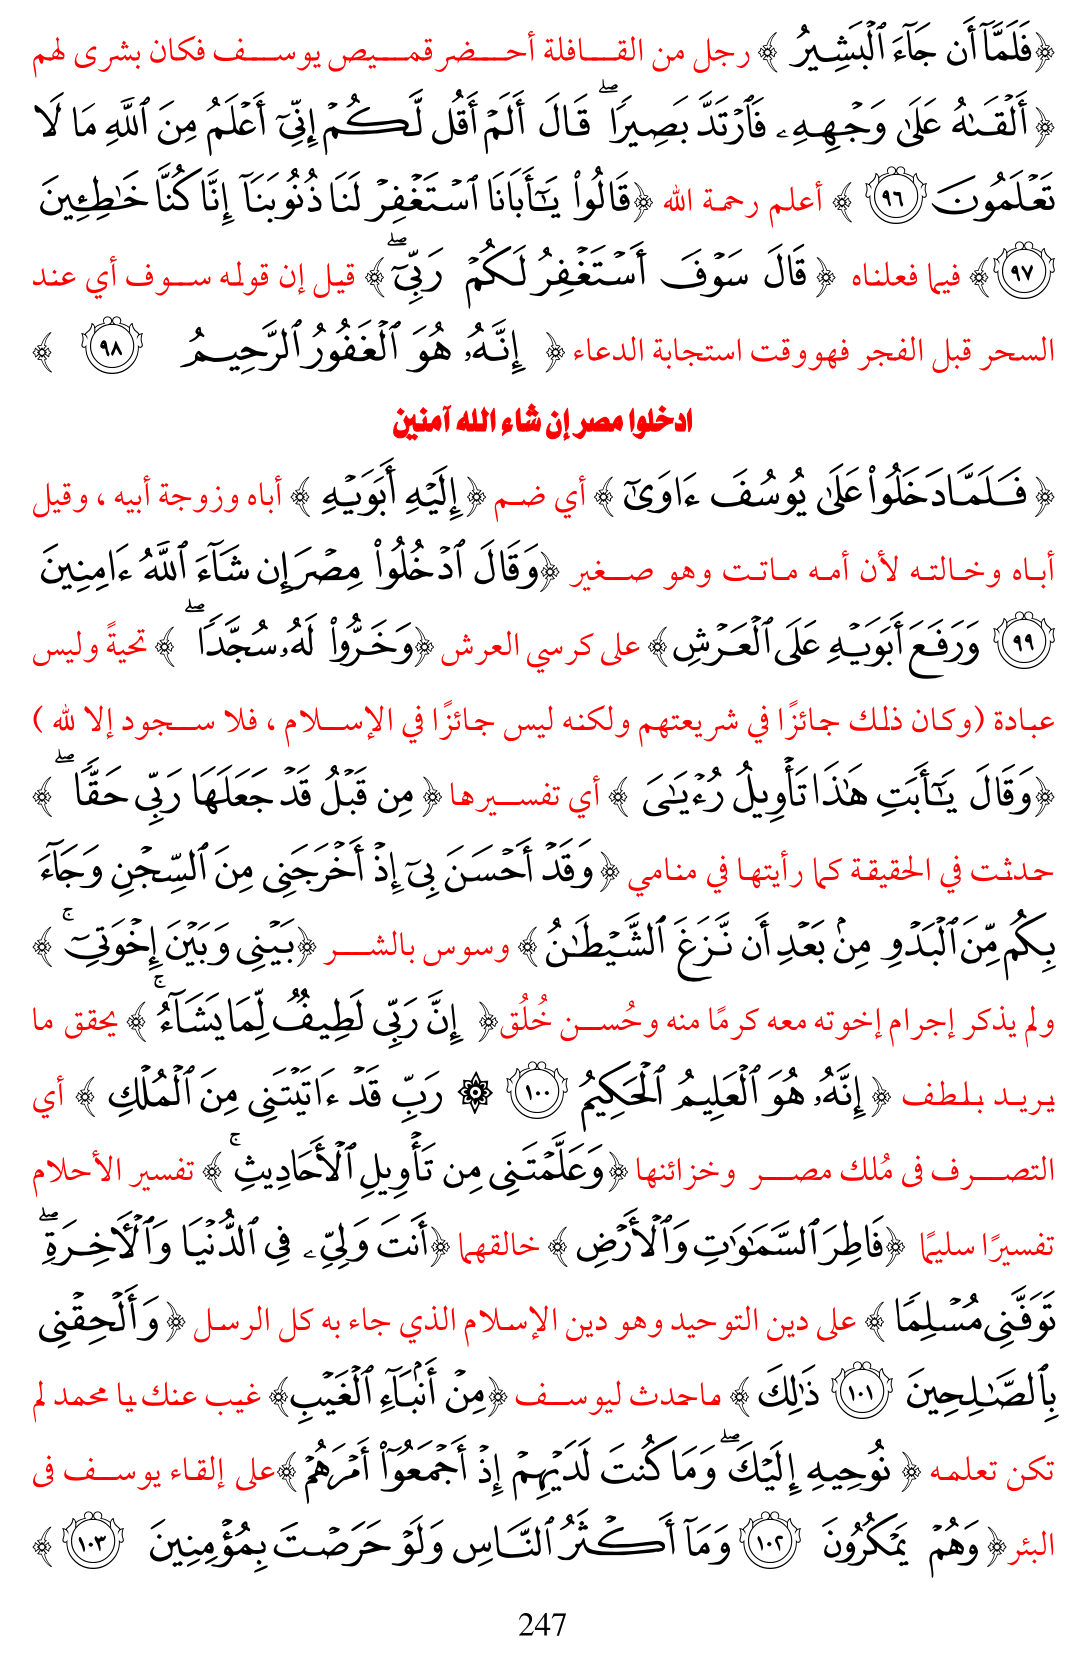 ﴿فَلَمَّآ أَن جَآءَ ٱلْبَشِيرُ ﴾ رجل من القافلة أحضر قميص يوسف فكان بشرى لهم
﴿ أَلْقَىٰهُ عَلَىٰ وَجْهِهِۦ فَٱرْتَدَّ بَصِيرًا ۖ قَالَ أَلَمْ أَقُل لَّكُمْ إِنِّىٓ أَعْلَمُ مِنَ ٱللَّهِ مَا لَا
تَعْلَمُونَ ٩٦ ﴾ أعلم رحمة الله ﴿قَالُوا۟ يَـٰٓأَبَانَا ٱسْتَغْفِرْ لَنَا ذُنُوبَنَآ إِنَّا كُنَّا خَـٰطِـِٔينَ
٩٧ ﴾ فيما فعلناه ﴿ قَالَ سَوْفَ أَسْتَغْفِرُ لَكُمْ رَبِّىٓ ۖ ﴾ قيل إن قوله سوف أي عند
السحر قبل الفجر فهووقت استجابة الدعاء ﴿ إِنَّهُۥ هُوَ ٱلْغَفُورُ ٱلرَّحِيمُ ٩٨ ﴾
ادخلوا مصر إن شاء الله آمنين
﴿ فَلَمَّا دَخَلُوا۟ عَلَىٰ يُوسُفَ ءَاوَىٰٓ ﴾ أي ضم ﴿ إِلَيْهِ أَبَوَيْهِ ﴾ أباه وزوجة أبيه ، وقيل
أباه وخالته لأن أمه ماتت وهو صغير ﴿وَقَالَ ٱدْخُلُوا۟ مِصْرَ إِن شَآءَ ٱللَّهُ ءَامِنِينَ
٩٩ وَرَفَعَ أَبَوَيْهِ عَلَى ٱلْعَرْشِ ﴾ على كرسي العرش ﴿وَخَرُّوا۟ لَهُۥ سُجَّدًا ۖ ﴾ تحيةً وليس
عبادة (وكان ذلك جائزًا في شريعتهم ولكنه ليس جائزًا في الإسلام ، فلا سجود إلا لله )
﴿وَقَالَ يَـٰٓأَبَتِ هَـٰذَا تَأْوِيلُ رُءْيَـٰىَ ﴾ أي تفسيرها ﴿ مِن قَبْلُ قَدْ جَعَلَهَا رَبِّى حَقًّا ۖ ﴾
حدثت في الحقيقة كما رأيتها في منامي ﴿ وَقَدْ أَحْسَنَ بِىٓ إِذْ أَخْرَجَنِى مِنَ ٱلسِّجْنِ وَجَآءَ
بِكُم مِّنَ ٱلْبَدْوِ مِنۢ بَعْدِ أَن نَّزَغَ ٱلشَّيْطَـٰنُ ﴾ وسوس بالشر ﴿بَيْنِى وَبَيْنَ إِخْوَتِىٓ ۚ ﴾
ولم يذكر إجرام إخوته معه كرمًا منه وحُسن خُلُق ﴿ إِنَّ رَبِّى لَطِيفٌ لِّمَا يَشَآءُ ۚ ﴾ يحقق ما
يريد بلطف ﴿ إِنَّهُۥ هُوَ ٱلْعَلِيمُ ٱلْحَكِيمُ ١٠٠ ۞ رَبِّ قَدْ ءَاتَيْتَنِى مِنَ ٱلْمُلْكِ ﴾ أي
التصرف فى مُلك مصر وخزائنها ﴿وَعَلَّمْتَنِى مِن تَأْوِيلِ ٱلْأَحَادِيثِ ۚ ﴾ تفسير الأحلام
تفسيرًا سليمًا ﴿فَاطِرَ ٱلسَّمَـٰوَٰتِ وَٱلْأَرْضِ ﴾ خالقهما ﴿أَنتَ وَلِىِّۦ فِى ٱلدُّنْيَا وَٱلْـَٔاخِرَةِ ۖ
تَوَفَّنِى مُسْلِمًا ﴾ على دين التوحيد وهو دين الإسلام الذي جاء به كل الرسل ﴿ وَأَلْحِقْنِى
بِٱلصَّـٰلِحِينَ ١٠١ ذَٰلِكَ ﴾ ماحدث ليوسف ﴿مِنْ أَنۢبَآءِ ٱلْغَيْبِ﴾ غيب عنك يا محمد لم
تكن تعلمه ﴿ نُوحِيهِ إِلَيْكَ ۖ وَمَا كُنتَ لَدَيْهِمْ إِذْ أَجْمَعُوٓا۟ أَمْرَهُمْ ﴾على إلقاء يوسف فى
البئر ﴿ وَهُمْ يَمْكُرُونَ ١٠٢ وَمَآ أَكْثَرُ ٱلنَّاسِ وَلَوْ حَرَصْتَ بِمُؤْمِنِينَ ١٠٣ ﴾
247